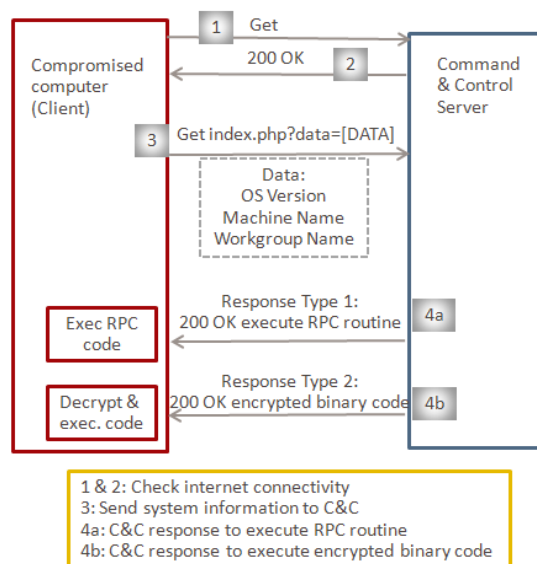 1
Get
200 OK
2
Compromised
computer
(Client)
Command
& Control
Server
3
Get index.php?data=[DATA]
Data:
OS Version
Machine Name
Workgroup Name
Response Type 1:
200 OK execute RPC routine
4a
Exec RPC
code
Response Type 2:
200 OK encrypted binary code
4b
Decrypt &
exec. code
1 & 2: Check internet connectivity
3: Send system information to C&C
4a: C&C response to execute RPC routine
4b: C&C response to execute encrypted binary code